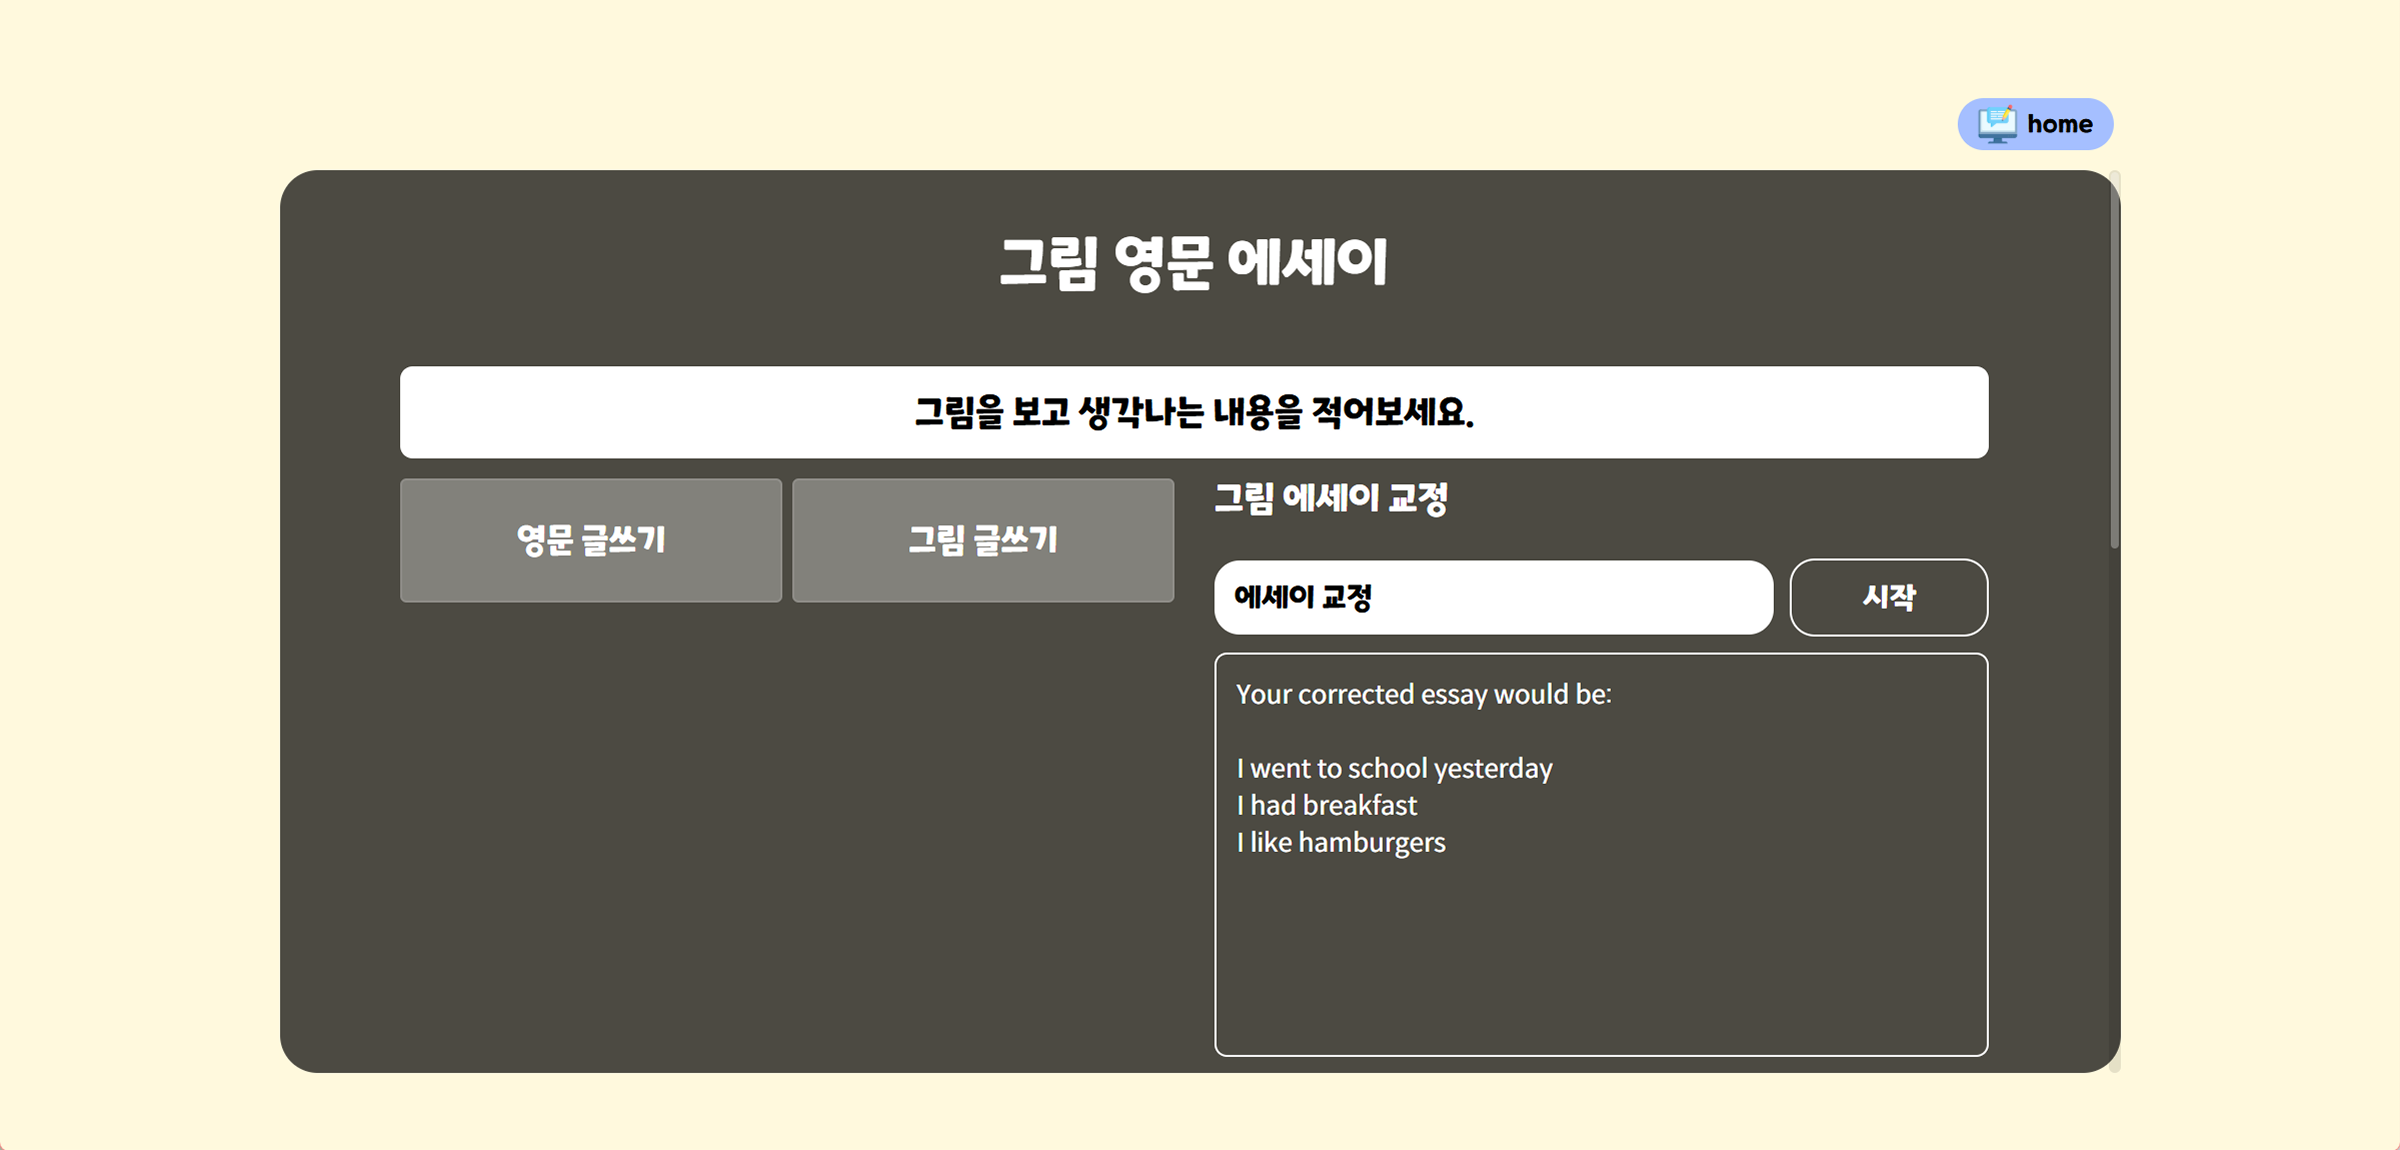 home
그림 영문 에세이
그림을 보고 생각나는 내용을 적어보세요.
영문 글쓰기
그림 글쓰기
그림 에세이 교정
에세이 교정
시작
Your corrected essay would be:
I went to school yesterday
I had breakfast
I like hamburgers